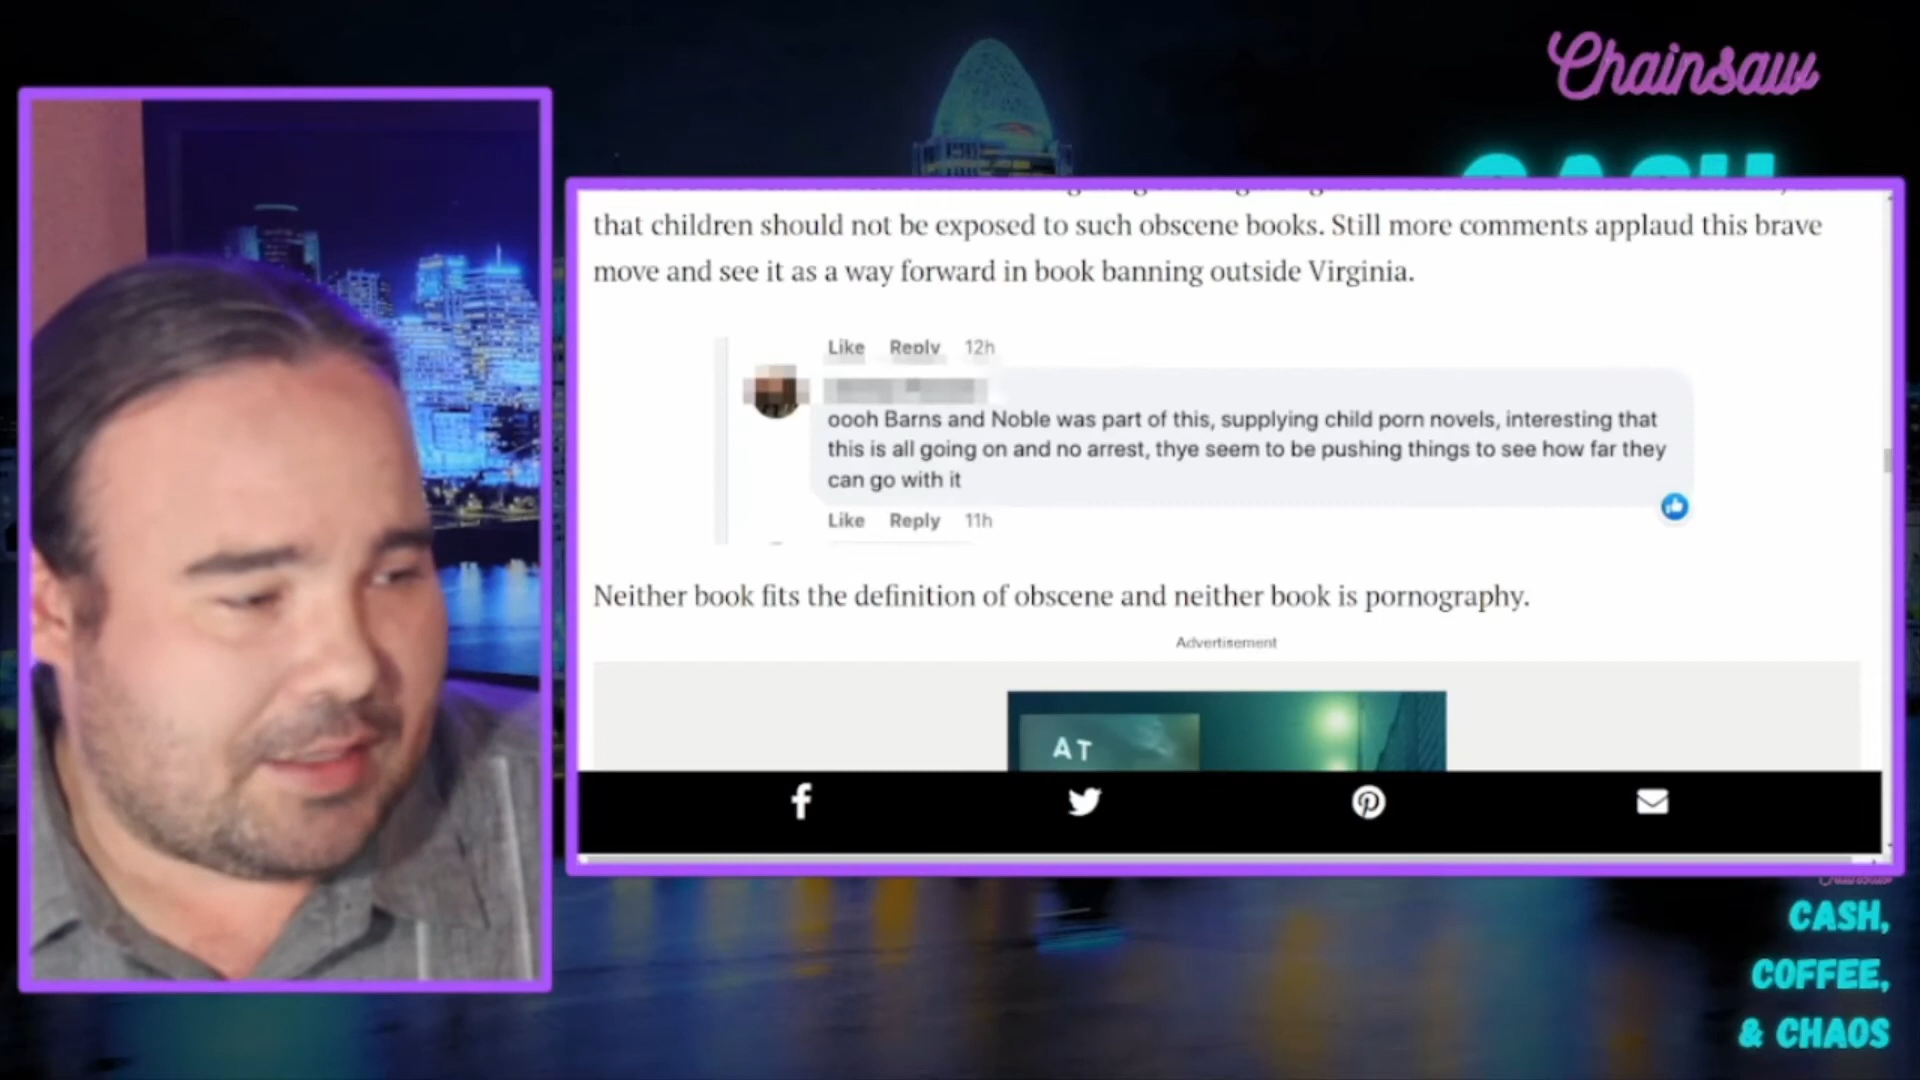 Chainsaw
that children should not be exposed to such obscene books. Still more comments applaud this brave
move and see it as a way forward in book banning outside Virginia.
Like Reply 12h
oooh Barns and Noble was part of this, supplying child porn novels, interesting that
this is all going on and no arrest, thye seem to be pushing things to see how far they
can go with it
Like Reply 11h
Neither book fits the definition of obscene and neither book is pornography.
Advertisement
AT
CASH,
COFFEE,
& CHAOS